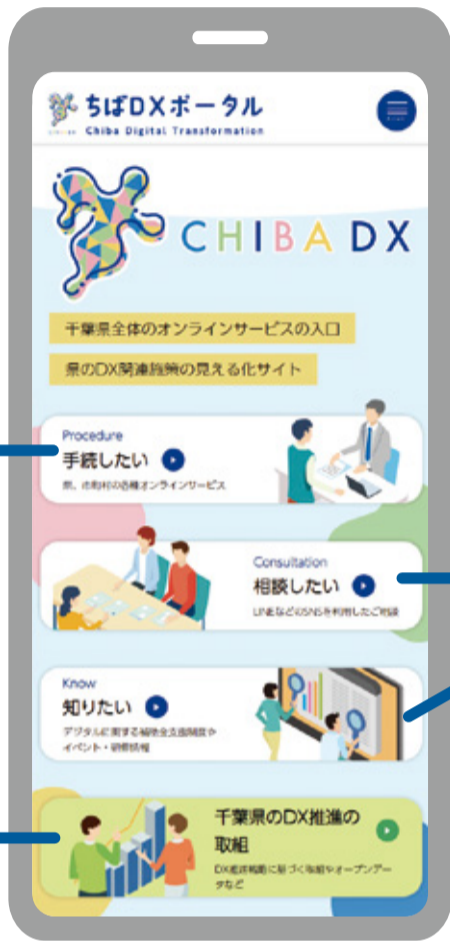 ちばDXポータル
Chiba Digital Transformation
CHIBA DX
千葉県全体のオンラインサービスの入口
県のDX関連施策の見える化サイト
Procedure
手続したい
県、市町村の各種オンラインサービス
Consultation
相談したい
LINEなどのSNSを利用したご相談
Know
知りたい
デジタルに関する補助金支援制度や
イベント・研修情報
千葉県のDX推進の
取組
DX推進戦略に基づく取組やオープンデー
タなど